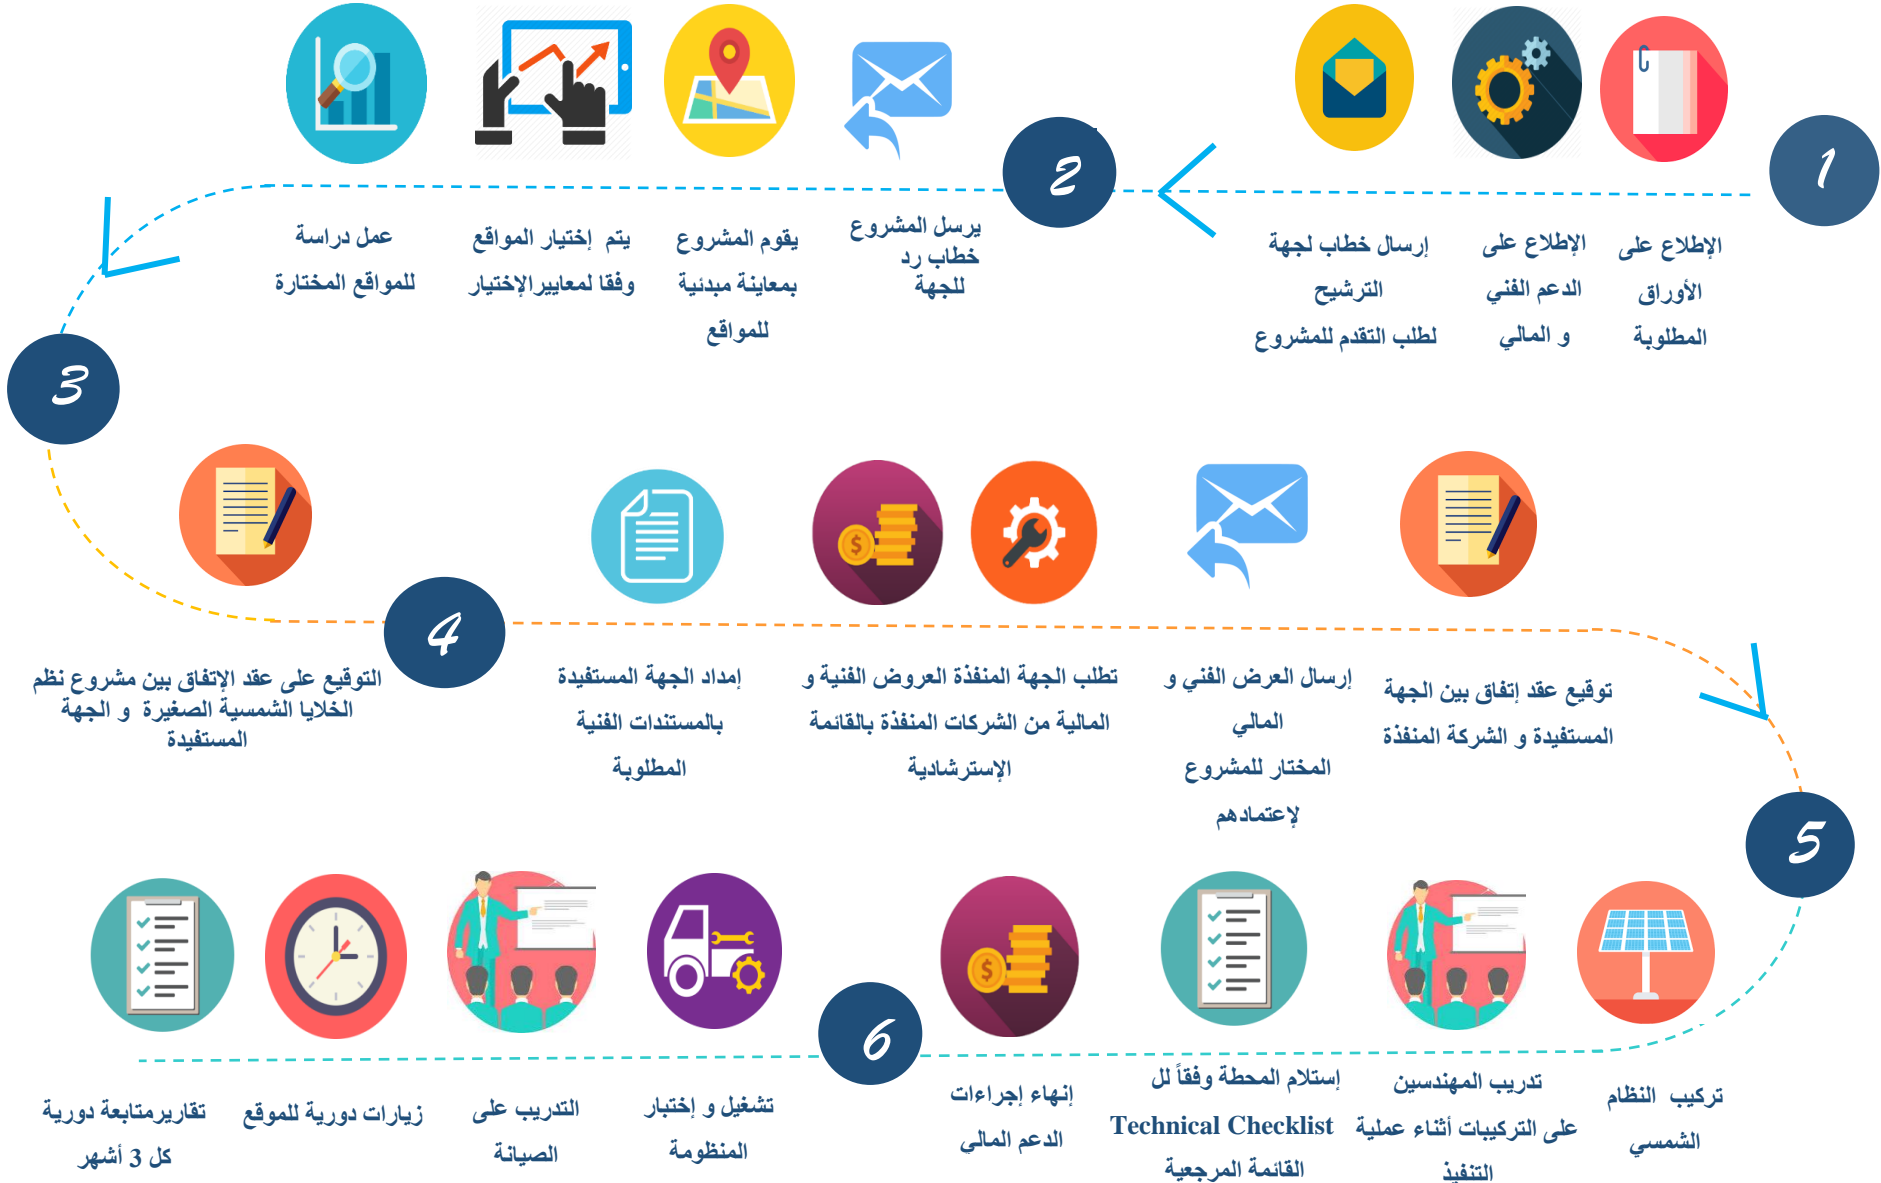 1
الإطلاع على
الأوراق
المطلوبة
الإطلاع على
الدعم الفني
و المالي
إرسال خطاب لجهة
الترشيح
لطلب التقدم للمشروع
2
يرسل المشروع
خطاب رد
للجهة
يقوم المشروع
بمعاينة مبدئية
للمواقع
يتم إختيار المواقع
وفقا لمعاييرالإختيار
عمل دراسة
للمواقع المختارة
3
التوقيع على عقد الإتفاق بين مشروع نظم
الخلايا الشمسية الصغيرة و الجهة
المستفيدة
4
إمداد الجهة المستفيدة
بالمستندات الفنية
المطلوبة
تطلب الجهة المنفذة العروض الفنية و
المالية من الشركات المنفذة بالقائمة
الإسترشادية
إرسال العرض الفني و
المالي
المختار للمشروع
لإعتمادهم
توقيع عقد إتفاق بين الجهة
المستفيدة و الشركة المنفذة
5
تركيب النظام
الشمسي
تدريب المهندسين
على التركيبات أثناء عملية
التنفيذ
إستلام المحطة وفقاً لل
Technical Checklist
القائمة المرجعية
إنهاء إجراءات
الدعم المالي
6
تشغيل و إختبار
المنظومة
التدريب على
الصيانة
زيارات دورية للموقع
تقاريرمتابعة دورية
كل 3 أشهر